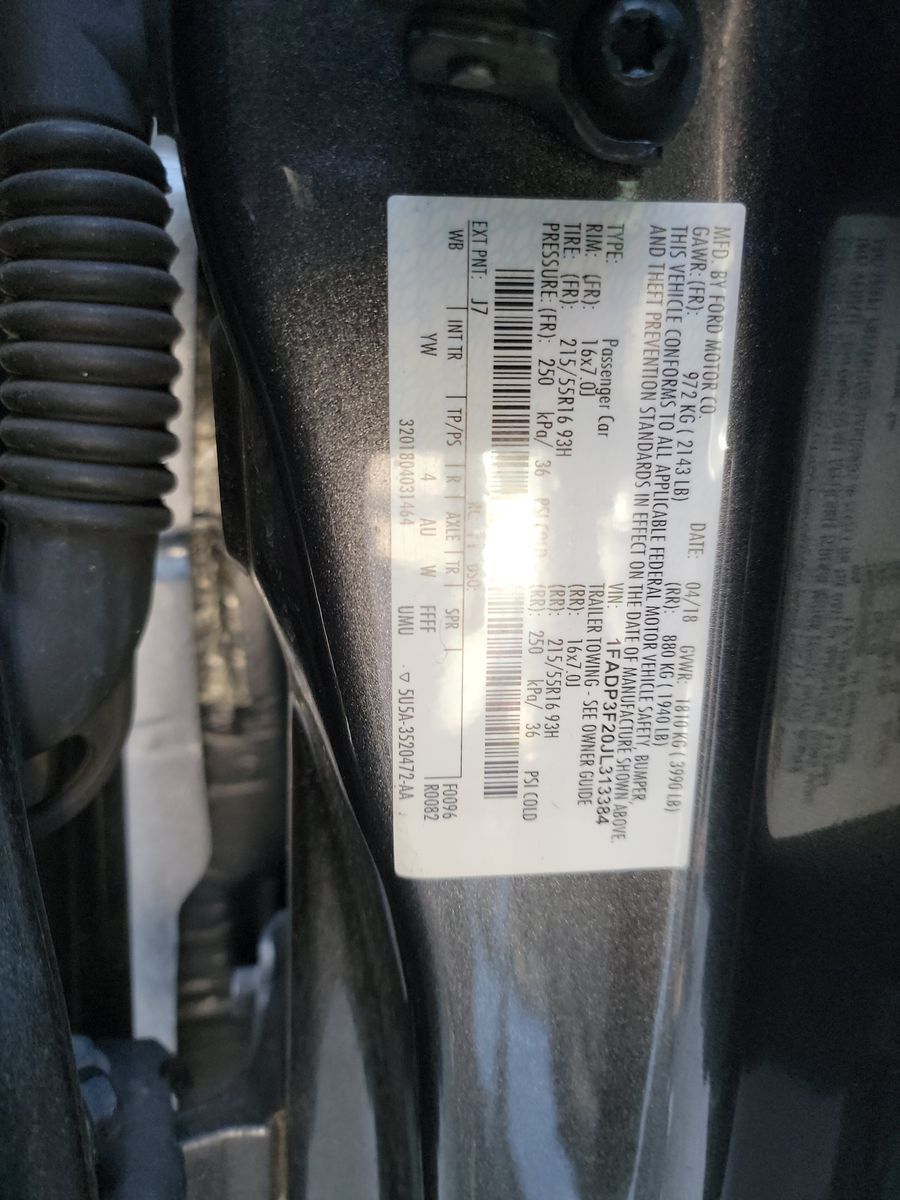 MFD. BY FORD MOTOR CO.
DATE: 04/18 GVWR: 1810 KG ( 3990 LB)
GAWR: (FR): 972 KG ( 2143 LB) (RR): 880 KG ( 1940 LB)
THIS VEHICLE CONFORMS TO ALL APPLICABLE FEDERAL MOTOR VEHICLE SAFETY, BUMPER,
AND THEFT PREVENTION STANDARDS IN EFFECT ON THE DATE OF MANUFACTURE SHOWN ABOVE.
VIN: 1FADP3F20JL313384
TYPE: Passenger Car TRAILER TOWING - SEE OWNER GUIDE
RIM: (FR): 16x7.0J (RR): 16x7.0J
TIRE: (FR): 215/55R16 93H (RR): 215/55R16 93H
PRESSURE: (FR): 250 kPa/ 36 PSI COLD (RR): 250 kPa/ 36 PSI COLD
EXT PNT: J7 DSO: F0096
WB INT TR TP/PS R AXLE TR SPR R0082
YW 4 AU W FFFF
3201804031464 UMU ▽ 5U5A-3520472-AA